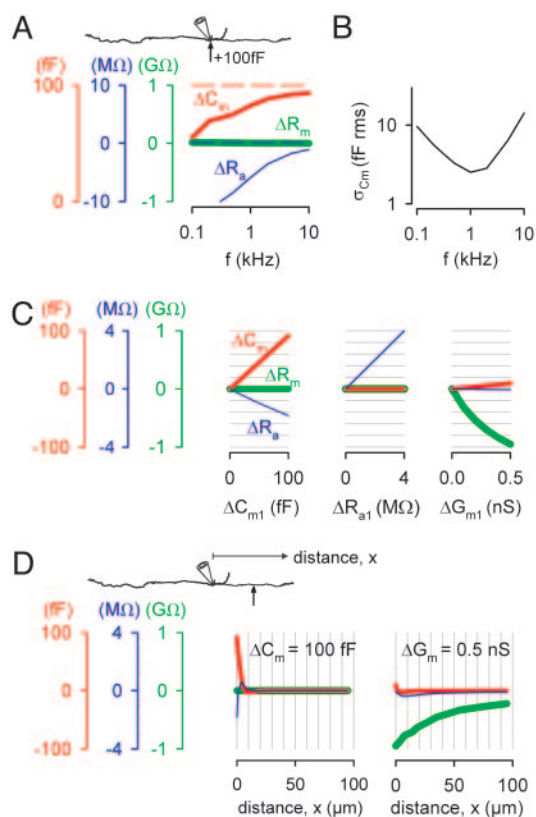 A
+100fF
(fF) (MΩ) (GΩ)
100 10 1
ΔCm
ΔRm
0 0
ΔRa
0 -10 -1
0.1 1 10
f (kHz)
B
σCm (fF rms)
10
1
0.1 1 10
f (kHz)
C
(fF) (MΩ) (GΩ)
100 4 1
ΔCm
ΔRm
0 0 0
ΔRa
-100 -4 -1
0 100 0 4 0.0 0.5
ΔCm1 (fF) ΔRa1 (MΩ) ΔGm1 (nS)
D
distance, x
(fF) (MΩ) (GΩ)
100 4 1
ΔCm = 100 fF ΔGm = 0.5 nS
0 0 0
-100 -4 -1
0 50 100 0 50 100
distance, x (µm) distance, x (µm)